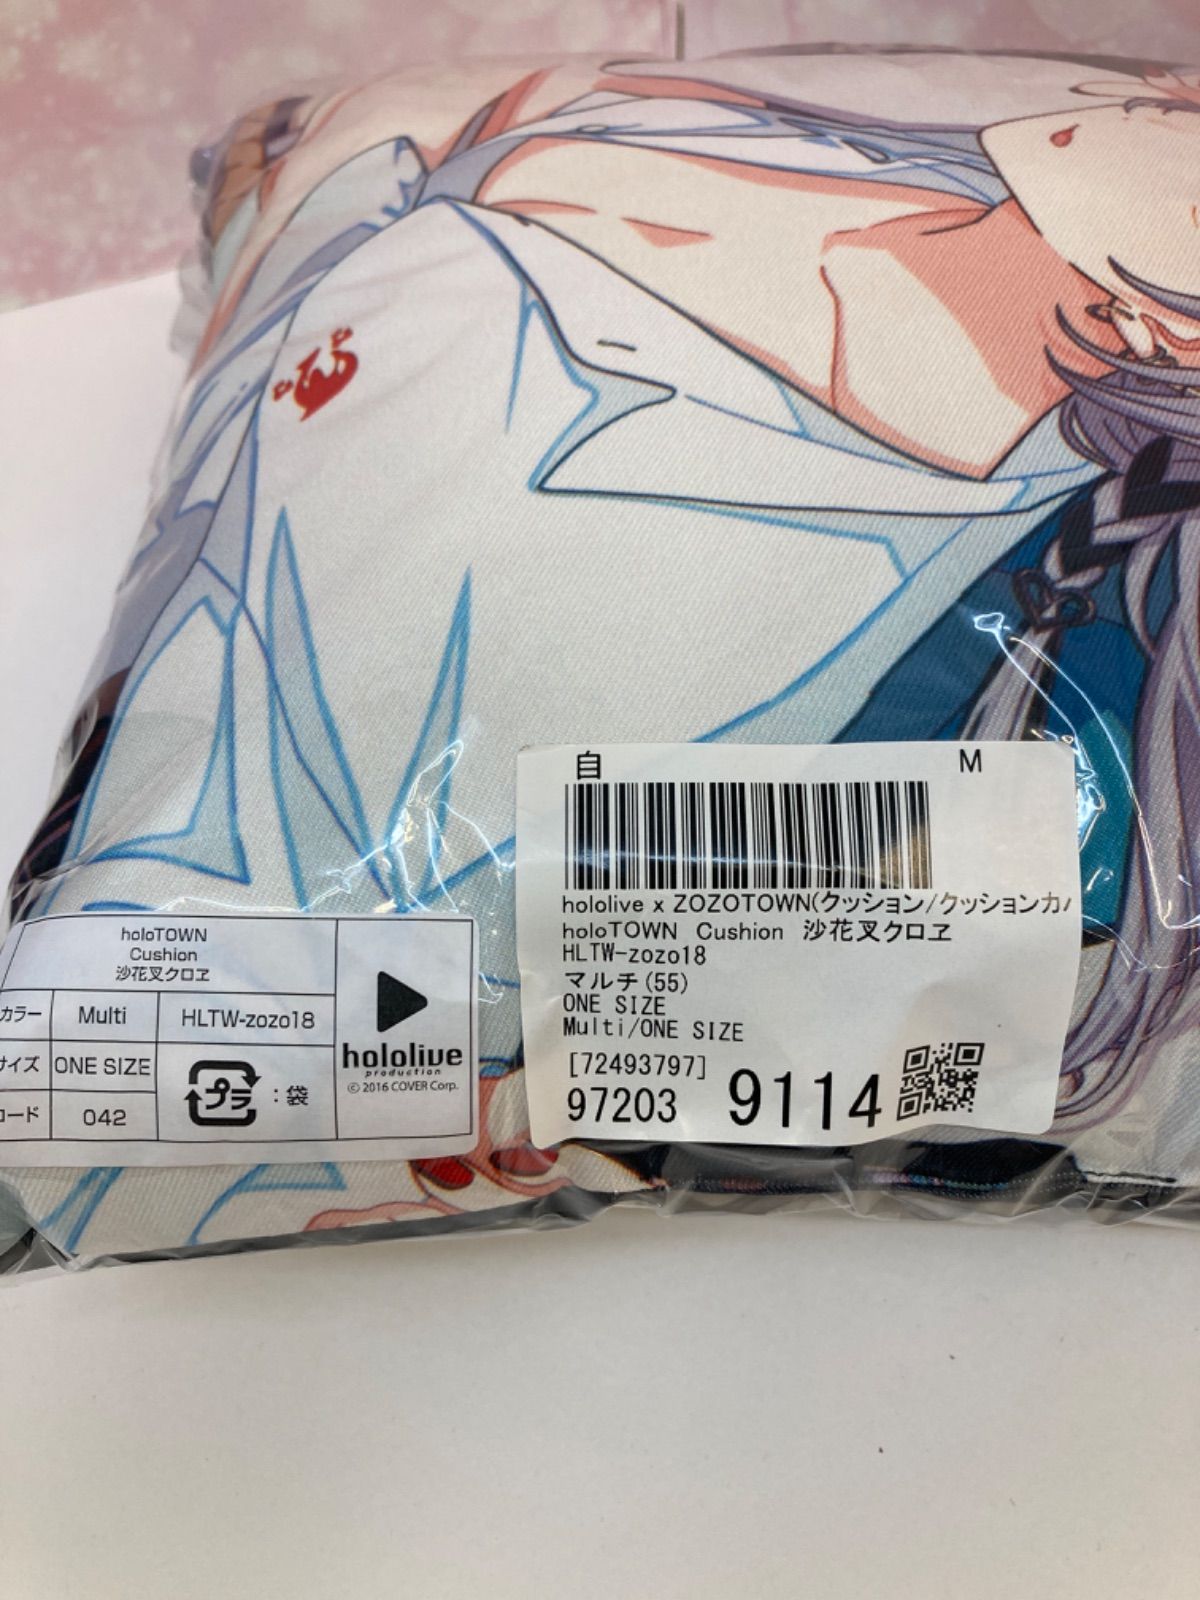 自 M
hololive x ZOZOTOWN(クッション/クッションカバ
holoTOWN Cushion 沙花叉クロヱ
HLTW-zozo18
マルチ(55)
ONE SIZE
Multi/ONE SIZE
[72493797]
97203 9114
holoTOWN
Cushion
沙花叉クロヱ
カラー Multi HLTW-zozo18
サイズ ONE SIZE
プラ :袋
コード 042
hololive
production
© 2016 COVER Corp.